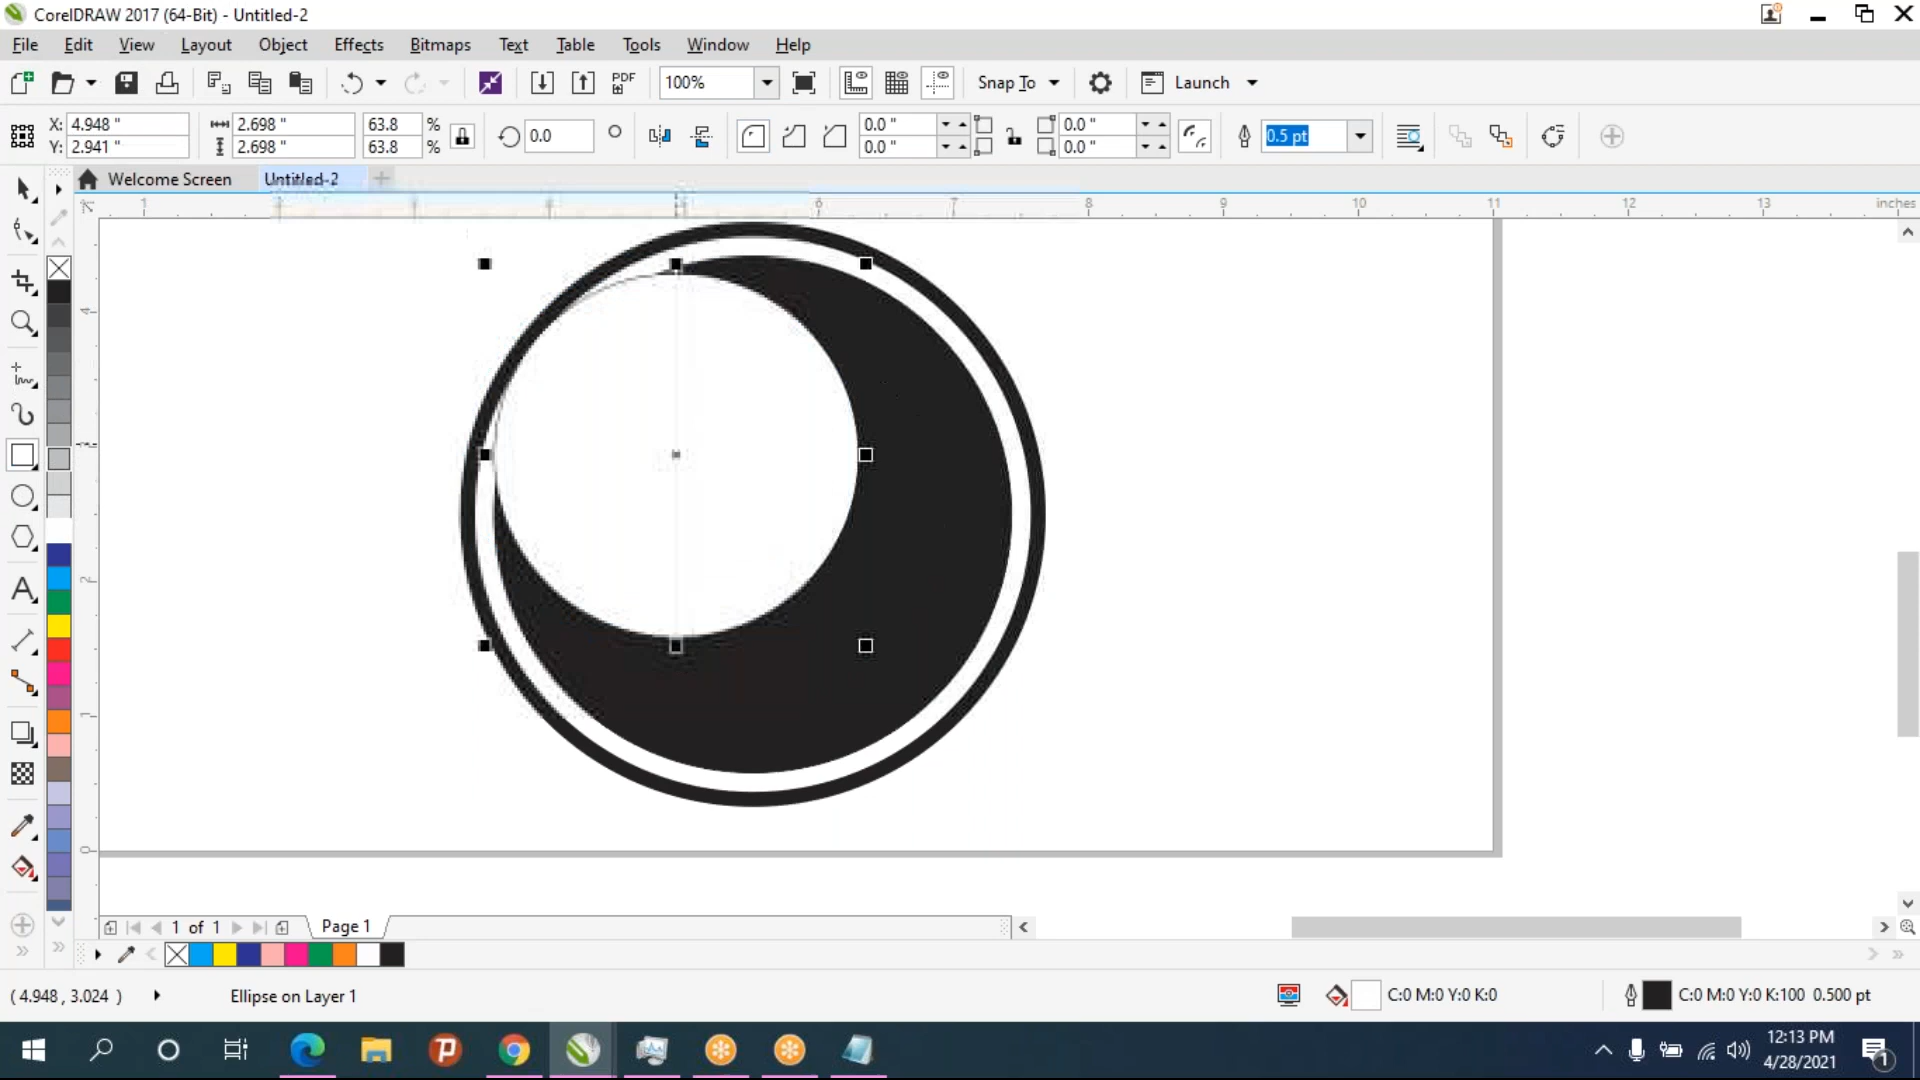 CorelDRAW 2017 (64-Bit) - Untitled-2
File Edit View Layout Object Effects Bitmaps Text Table Tools Window Help
PDF 100% Snap To Launch
X: 4.948 " 2.698 " 63.8 % 0.0 0.0 " 0.0 " 0.5 pt
Y: 2.941 " 2.698 " 63.8 % 0.0 " 0.0 "
Welcome Screen Untitled-2
1 6 7 8 9 10 11 12 13 inches
4
3
2
1
0
1 of 1 Page 1
( 4.948 , 3.024 ) Ellipse on Layer 1 C:0 M:0 Y:0 K:0 C:0 M:0 Y:0 K:100 0.500 pt
12:13 PM
4/28/2021
1